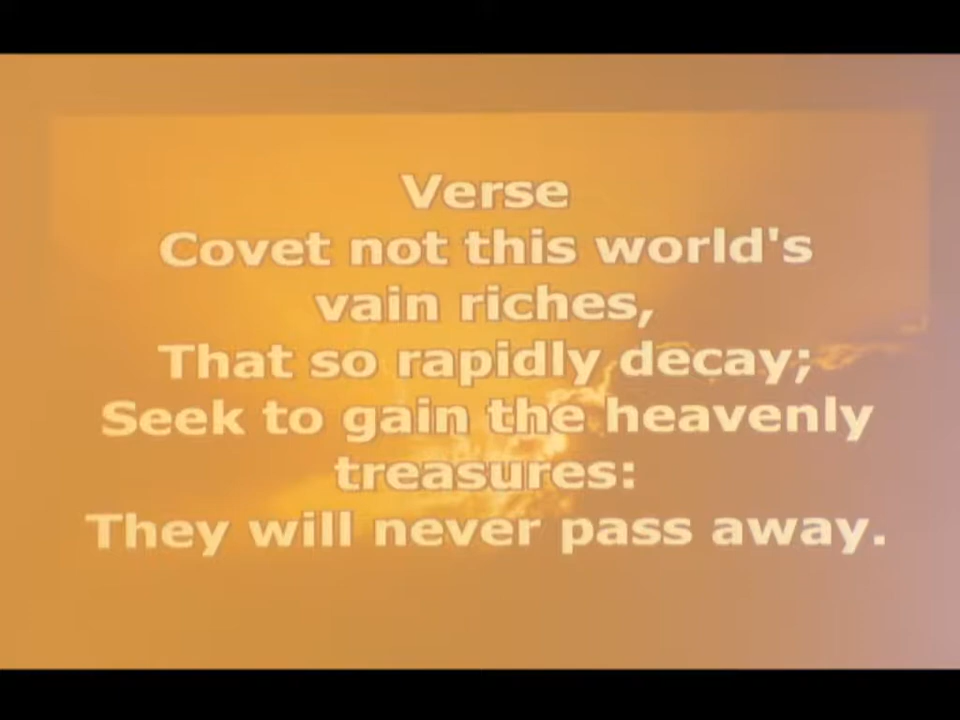 Verse
Covet not this world's
vain riches,
That so rapidly decay;
Seek to gain the heavenly
treasures:
They will never pass away.